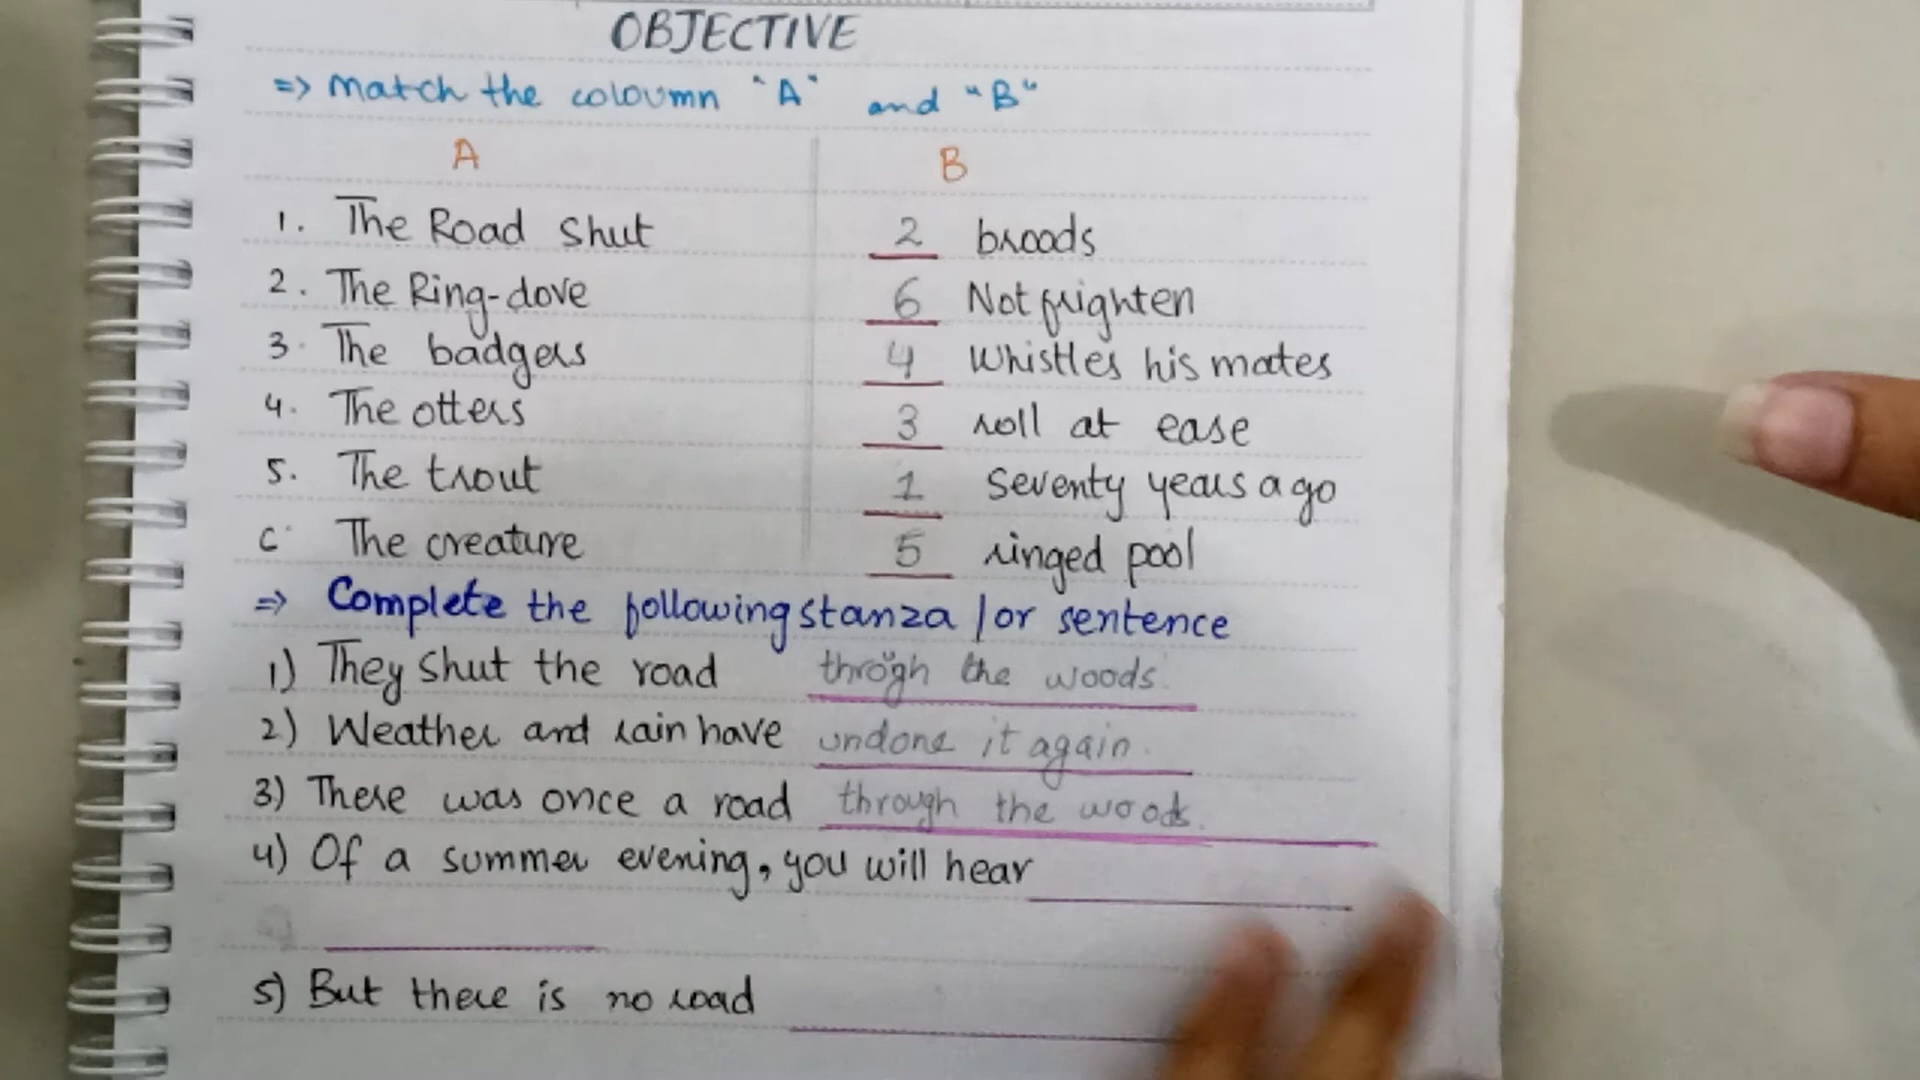 OBJECTIVE
=> Match the coloumn "A" and "B"
A B
1. The Road Shut 2 broods
2. The Ring-dove 6 Not frighten
3. The badgers 4 Whistles his mates
4. The otters 3 roll at ease
5. The trout 1 Seventy years ago
c. The creature 5 ringed pool
=> Complete the following stanza /or sentence
1) They Shut the road throgh the woods.
2) Weather and rain have undone it again.
3) There was once a road through the woods.
4) Of a summer evening, you will hear
5) But there is no road